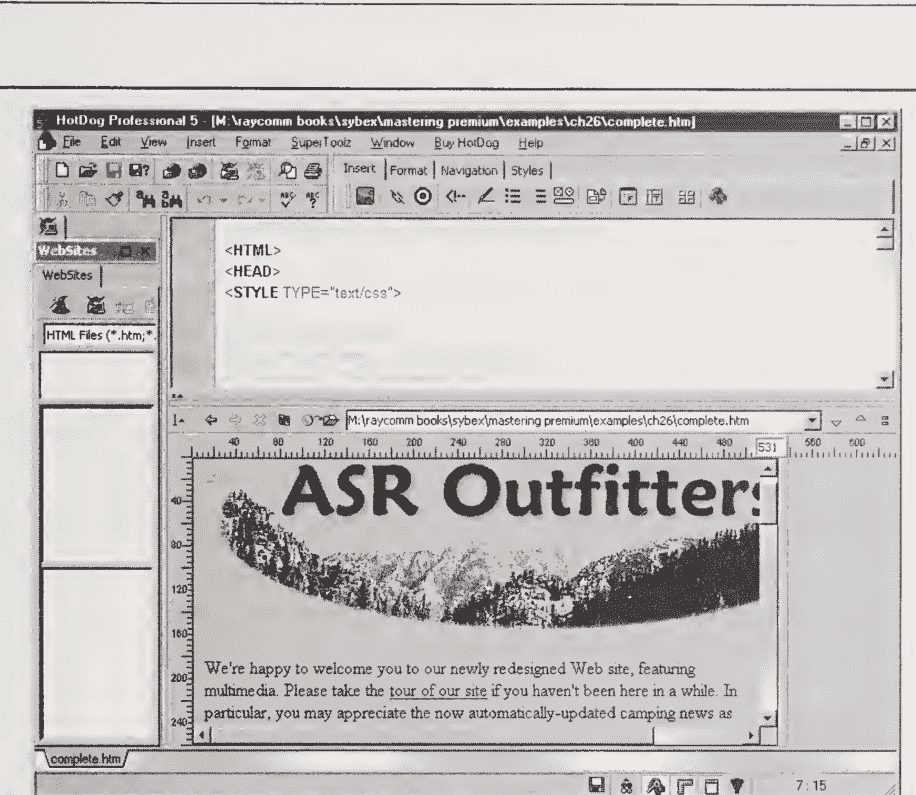 HotDog Professional 5 - [M:\raycomm books\sybex\mastering premium\examples\ch26\complete.htm]
File Edit View Insert Format SuperToolz Window Buy HotDog Help
Insert Format Navigation Styles
WebSites
WebSites
HTML Files (*.htm;*.
<HTML>
<HEAD>
<STYLE TYPE="text/css">
M:\raycomm books\sybex\mastering premium\examples\ch26\complete.htm
40 80 120 160 200 240 280 320 360 400 440 480 531 560 600
40
80
120
160
200
240
ASR Outfitters
We're happy to welcome you to our newly redesigned Web site, featuring
multimedia. Please take the tour of our site if you haven't been here in a while. In
particular, you may appreciate the now automatically-updated camping news as
complete.htm
7:15